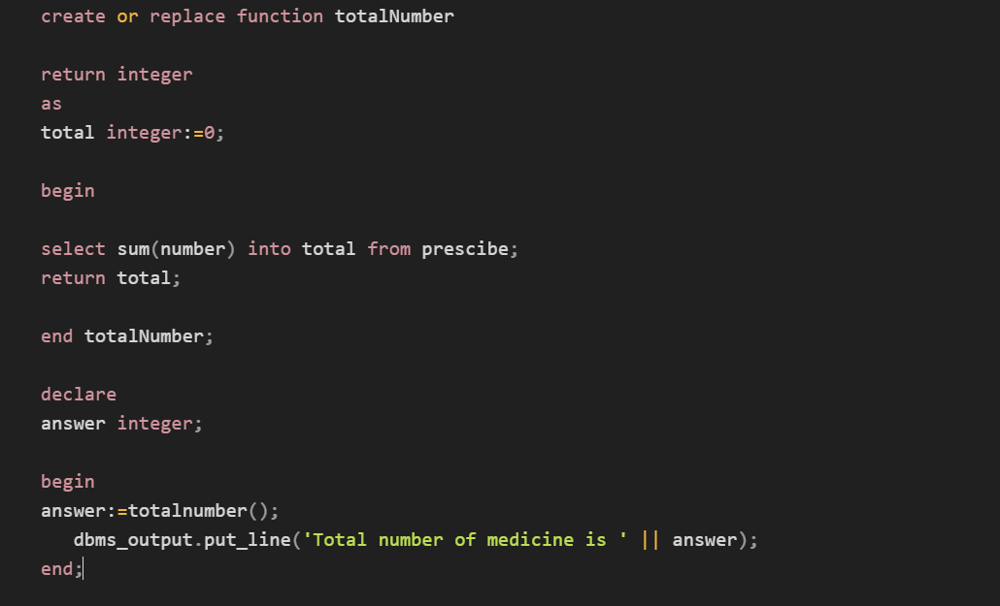 create or replace function totalNumber
return integer
as
total integer:=0;
begin
select sum(number) into total from prescibe;
return total;
end totalNumber;
declare
answer integer;
begin
answer:=totalnumber();
dbms_output.put_line('Total number of medicine is ' || answer);
end;